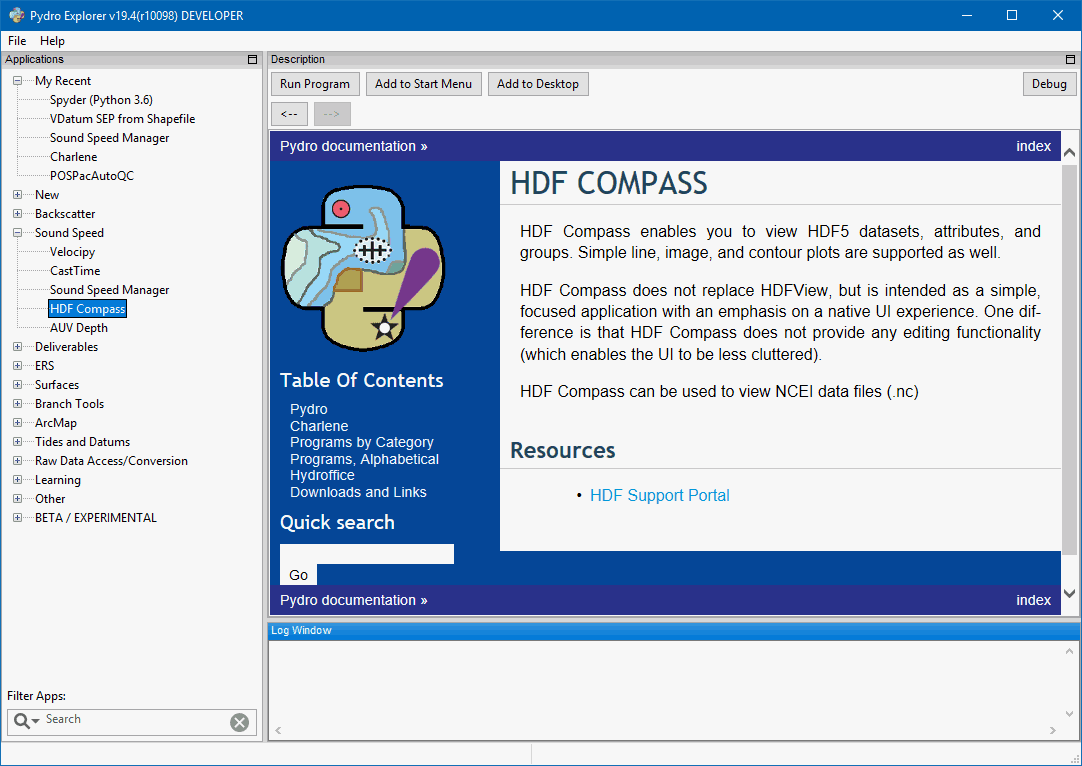 Pydro Explorer v19.4(r10098) DEVELOPER
File Help
Applications
My Recent
Spyder (Python 3.6)
VDatum SEP from Shapefile
Sound Speed Manager
Charlene
POSPacAutoQC
New
Backscatter
Sound Speed
Velocipy
CastTime
Sound Speed Manager
HDF Compass
AUV Depth
Deliverables
ERS
Surfaces
Branch Tools
ArcMap
Tides and Datums
Raw Data Access/Conversion
Learning
Other
BETA / EXPERIMENTAL
Filter Apps:
Search
Description
Run Program Add to Start Menu Add to Desktop Debug
<-- -->
Pydro documentation » index
Table Of Contents
Pydro
Charlene
Programs by Category
Programs, Alphabetical
Hydroffice
Downloads and Links
Quick search
Go
HDF COMPASS
HDF Compass enables you to view HDF5 datasets, attributes, and
groups. Simple line, image, and contour plots are supported as well.
HDF Compass does not replace HDFView, but is intended as a simple,
focused application with an emphasis on a native UI experience. One dif-
ference is that HDF Compass does not provide any editing functionality
(which enables the UI to be less cluttered).
HDF Compass can be used to view NCEI data files (.nc)
Resources
• HDF Support Portal
Pydro documentation » index
Log Window